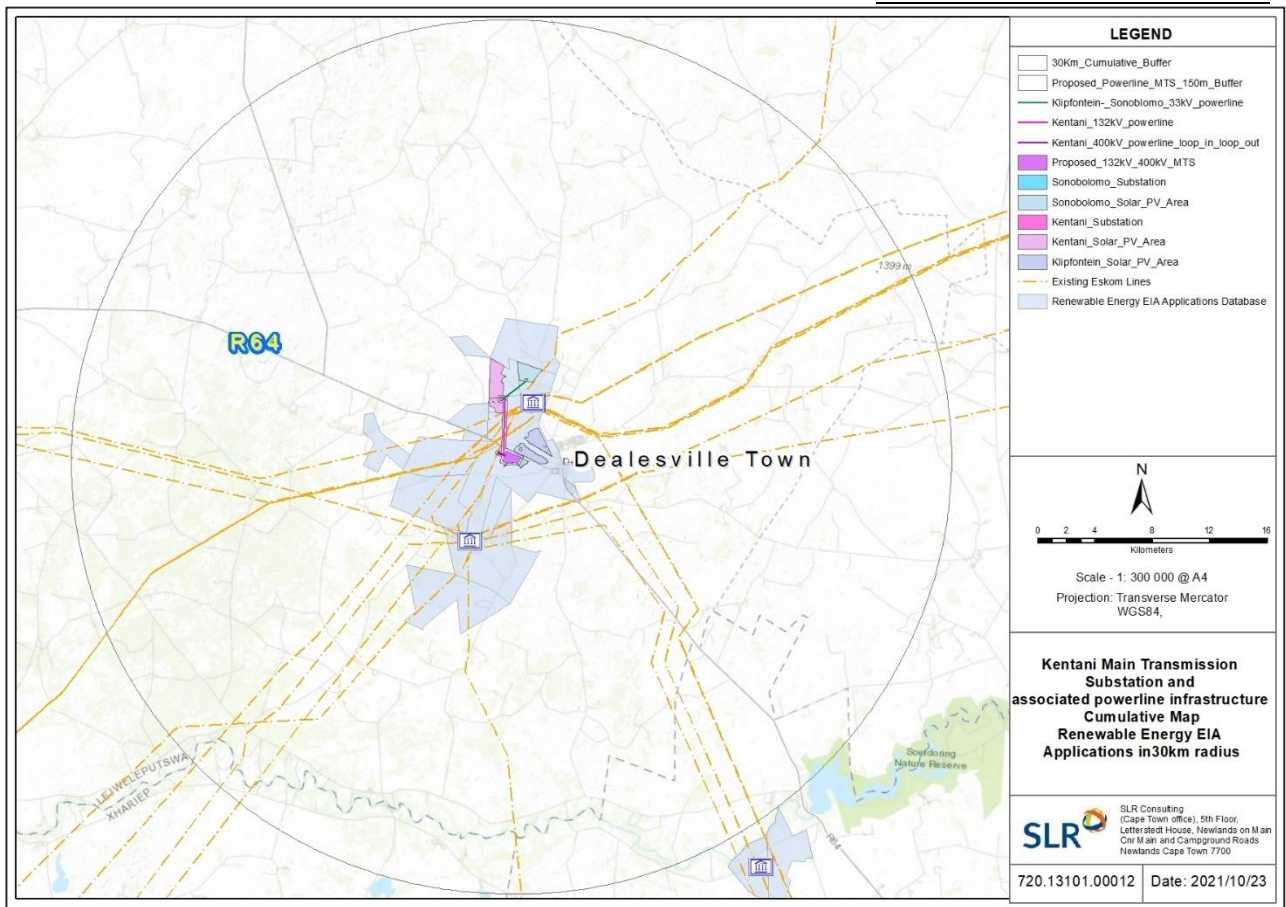 R64
Dealesville Town
1399 m
Soetdoring
Nature Reserve
LEJWELEPUTSWA
XHARIEP
R64
LEGEND
30Km_Cumulative_Buffer
Proposed_Powerline_MTS_150m_Buffer
Klipfontein-_Sonoblomo_33kV_powerline
Kentani_132kV_powerline
Kentani_400kV_powerline_loop_in_loop_out
Proposed_132kV_400kV_MTS
Sonobolomo_Substation
Sonobolomo_Solar_PV_Area
Kentani_Substation
Kentani_Solar_PV_Area
Klipfontein_Solar_PV_Area
Existing Eskom Lines
Renewable Energy EIA Applications Database
N
0 2 4 8 12 16
Kilometers
Scale - 1: 300 000 @ A4
Projection: Transverse Mercator
WGS84,
Kentani Main Transmission
Substation and
associated powerline infrastructure
Cumulative Map
Renewable Energy EIA
Applications in30km radius
SLR
SLR Consulting
(Cape Town office), 5th Floor,
Letterstedt House, Newlands on Main
Cnr Main and Campground Roads
Newlands Cape Town 7700
720.13101.00012
Date: 2021/10/23